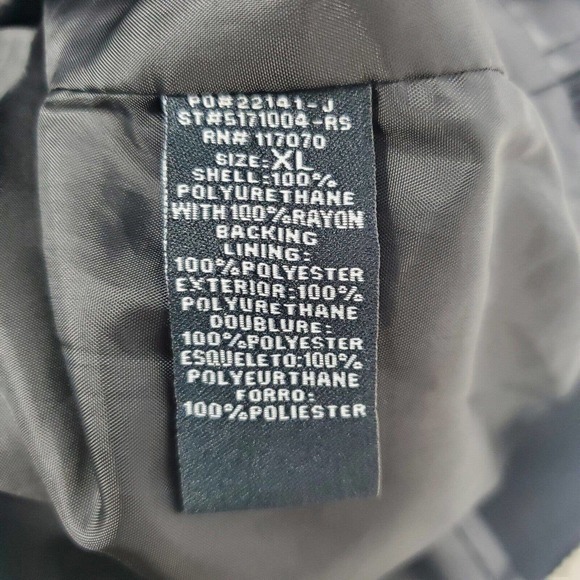 PO#22141-J
ST#5171004-RS
RN# 117070
SIZE:XL
SHELL:100%
POLYURETHANE
WITH 100%RAYON
BACKING
LINING:
100%POLYESTER
EXTERIOR:100%
POLYURETHANE
DOUBLURE:
100%POLYESTER
ESQUELETO:100%
POLYEURTHANE
FORRO:
100%POLIESTER